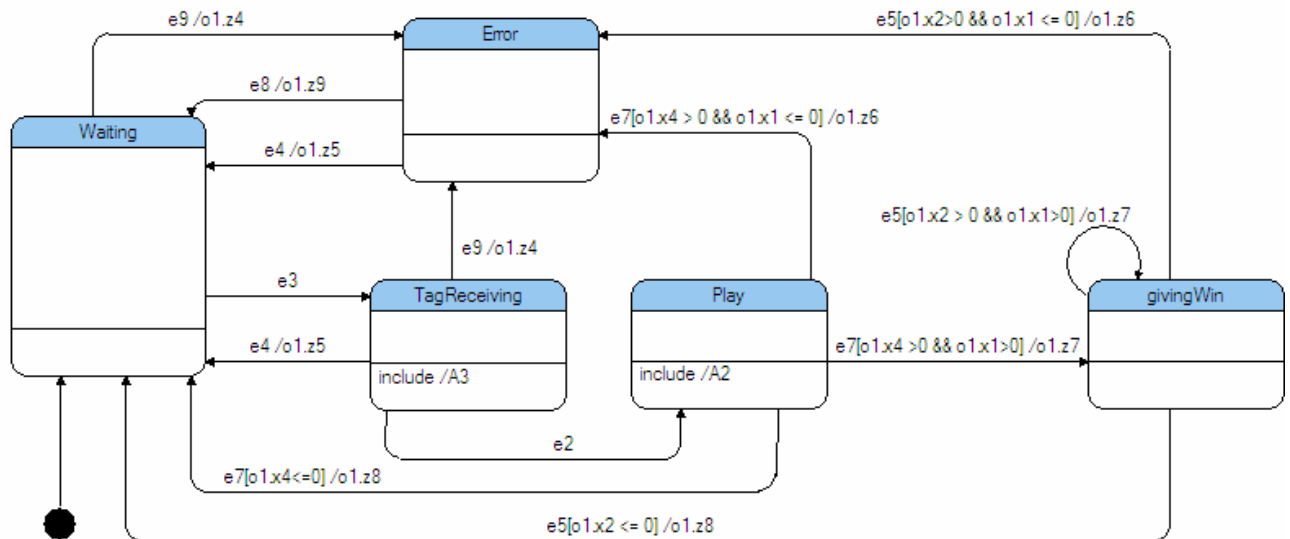 e9 /o1.z4
Error
e5[o1.x2>0 && o1.x1 <= 0] /o1.z6
e8 /o1.z9
e7[o1.x4 > 0 && o1.x1 <= 0] /o1.z6
Waiting
e4 /o1.z5
e5[o1.x2 > 0 && o1.x1>0] /o1.z7
e9 /o1.z4
e3
TagReceiving
Play
givingWin
e4 /o1.z5
e7[o1.x4 >0 && o1.x1>0] /o1.z7
include /A3
include /A2
e2
e7[o1.x4<=0] /o1.z8
e5[o1.x2 <= 0] /o1.z8